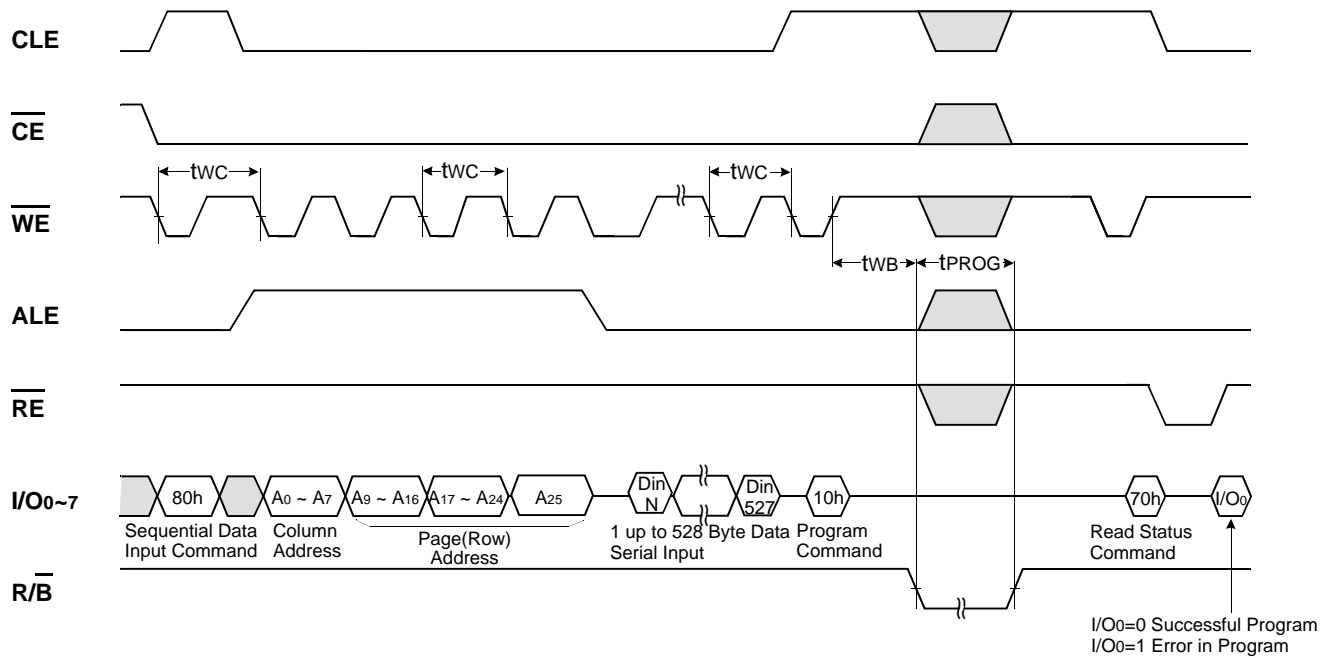 CLE
CE
tWC tWC tWC
WE
tWB tPROG
ALE
RE
I/O0~7 80h A0 ~ A7 A9 ~ A16 A17 ~ A24 A25 Din N Din 527 10h 70h I/O0
Sequential Data Input Command
Column Address
Page(Row) Address
1 up to 528 Byte Data Serial Input
Program Command
Read Status Command
R/B
I/O0=0 Successful Program
I/O0=1 Error in Program